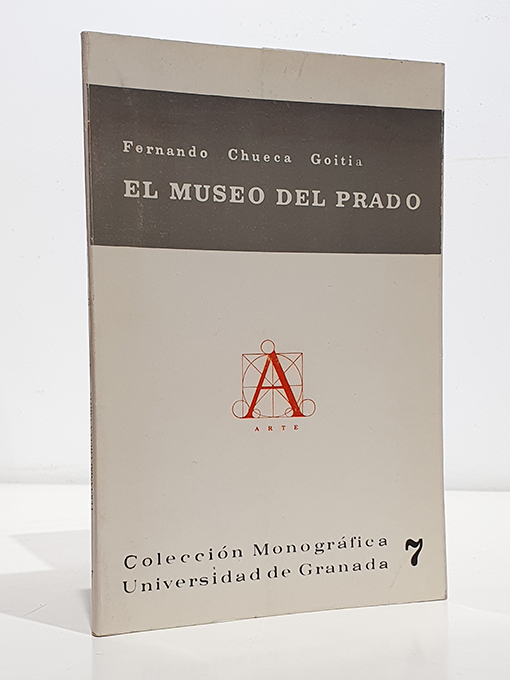 Fernando Chueca Goitia
EL MUSEO DEL PRADO
A
ARTE
Colección Monográfica
Universidad de Granada
7